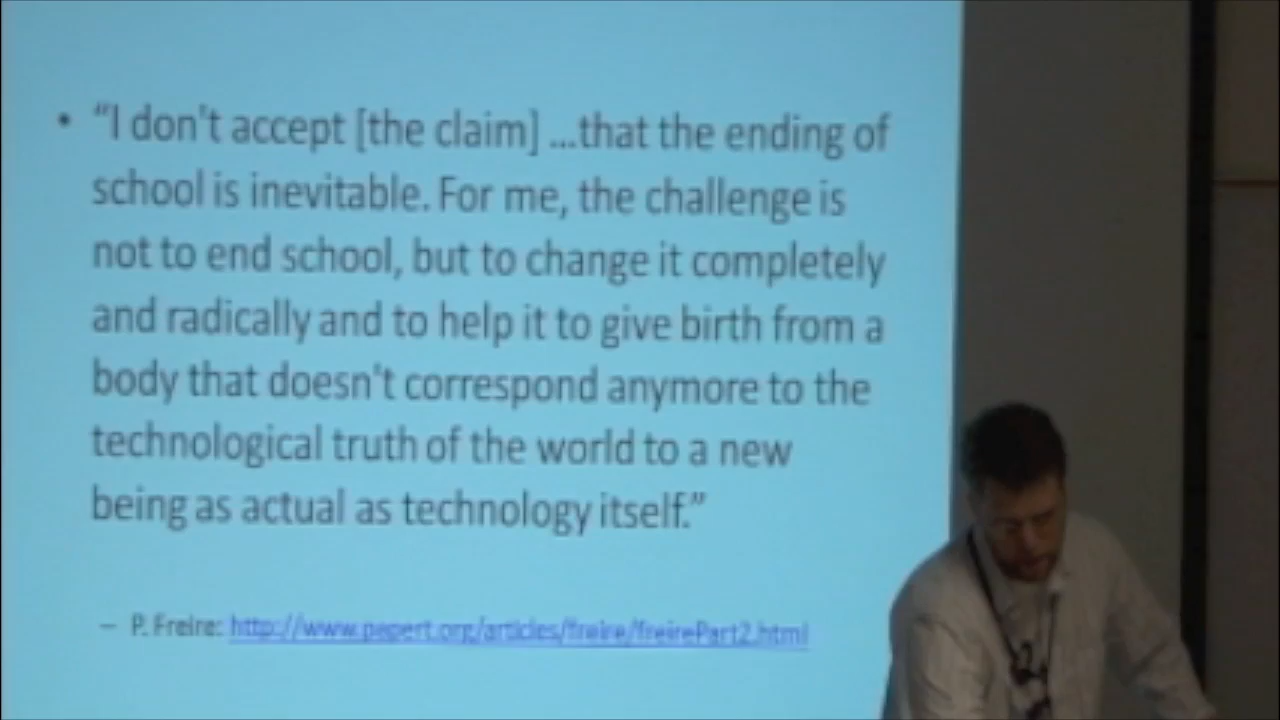 • “I don't accept [the claim] ...that the ending of
school is inevitable. For me, the challenge is
not to end school, but to change it completely
and radically and to help it to give birth from a
body that doesn't correspond anymore to the
technological truth of the world to a new
being as actual as technology itself.”
– P. Freire: http://www.papert.org/articles/freire/freirePart2.html